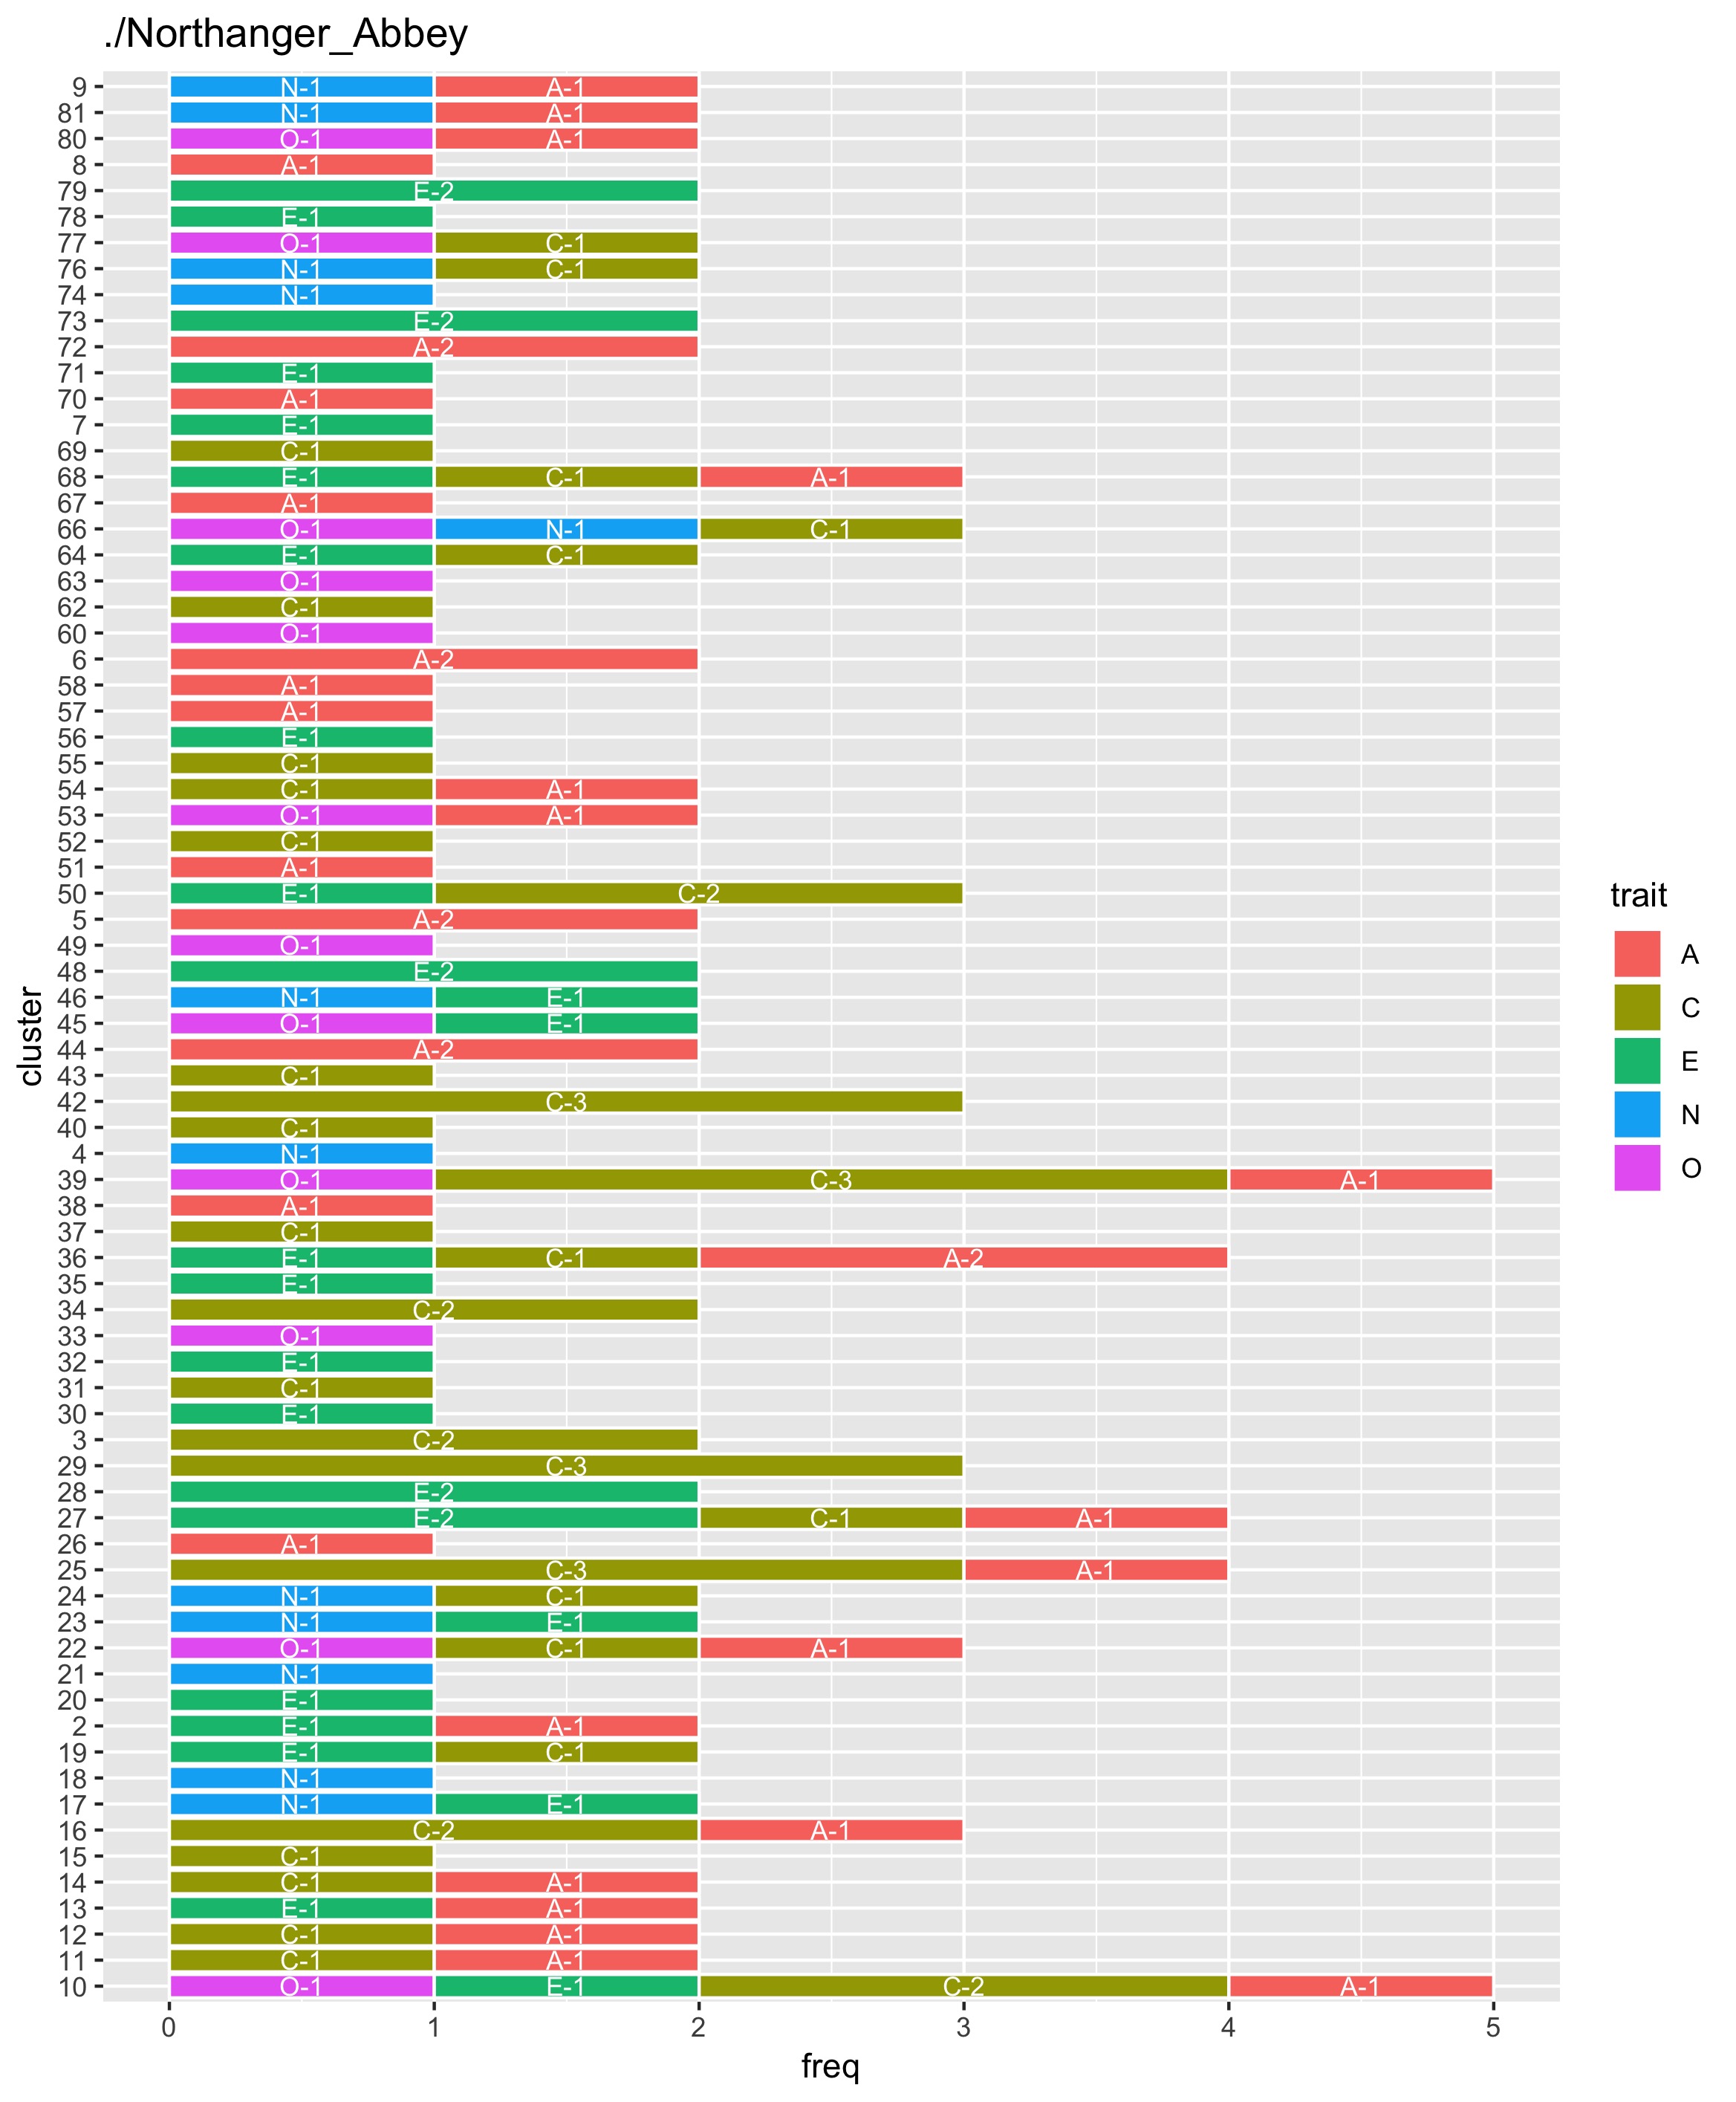 ./Northanger_Abbey
9 N-1 A-1
81 N-1 A-1
80 O-1 A-1
8 A-1
79 E-2
78 E-1
77 O-1 C-1
76 N-1 C-1
74 N-1
73 E-2
72 A-2
71 E-1
70 A-1
7 E-1
69 C-1
68 E-1 C-1 A-1
67 A-1
66 O-1 N-1 C-1
64 E-1 C-1
63 O-1
62 C-1
60 O-1
6 A-2
58 A-1
57 A-1
56 E-1
55 C-1
54 C-1 A-1
53 O-1 A-1
52 C-1
51 A-1
50 E-1 C-2
5 A-2
49 O-1
48 E-2
46 N-1 E-1
45 O-1 E-1
44 A-2
43 C-1
42 C-3
40 C-1
4 N-1
39 O-1 C-3 A-1
38 A-1
37 C-1
36 E-1 C-1 A-2
35 E-1
34 C-2
33 O-1
32 E-1
31 C-1
30 E-1
3 C-2
29 C-3
28 E-2
27 E-2 C-1 A-1
26 A-1
25 C-3 A-1
24 N-1 C-1
23 N-1 E-1
22 O-1 C-1 A-1
21 N-1
20 E-1
2 E-1 A-1
19 E-1 C-1
18 N-1
17 N-1 E-1
16 C-2 A-1
15 C-1
14 C-1 A-1
13 E-1 A-1
12 C-1 A-1
11 C-1 A-1
10 O-1 E-1 C-2 A-1
0 1 2 3 4 5
freq
cluster
trait
A
C
E
N
O